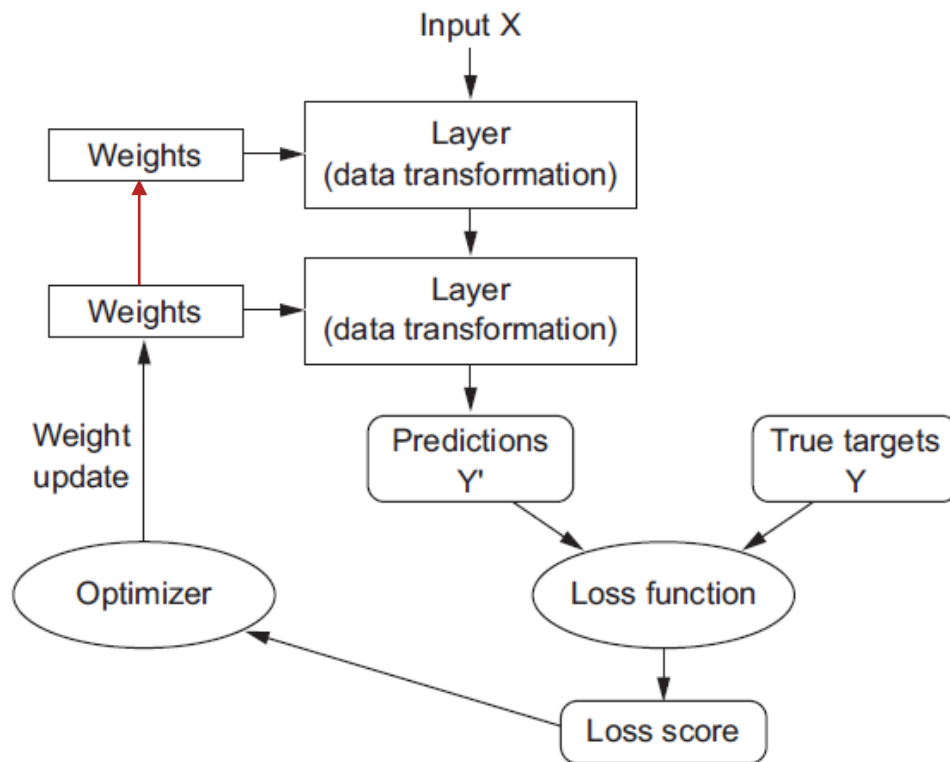 Input X
Weights
Layer
(data transformation)
Weights
Layer
(data transformation)
Weight
update
Predictions
Y'
True targets
Y
Optimizer
Loss function
Loss score